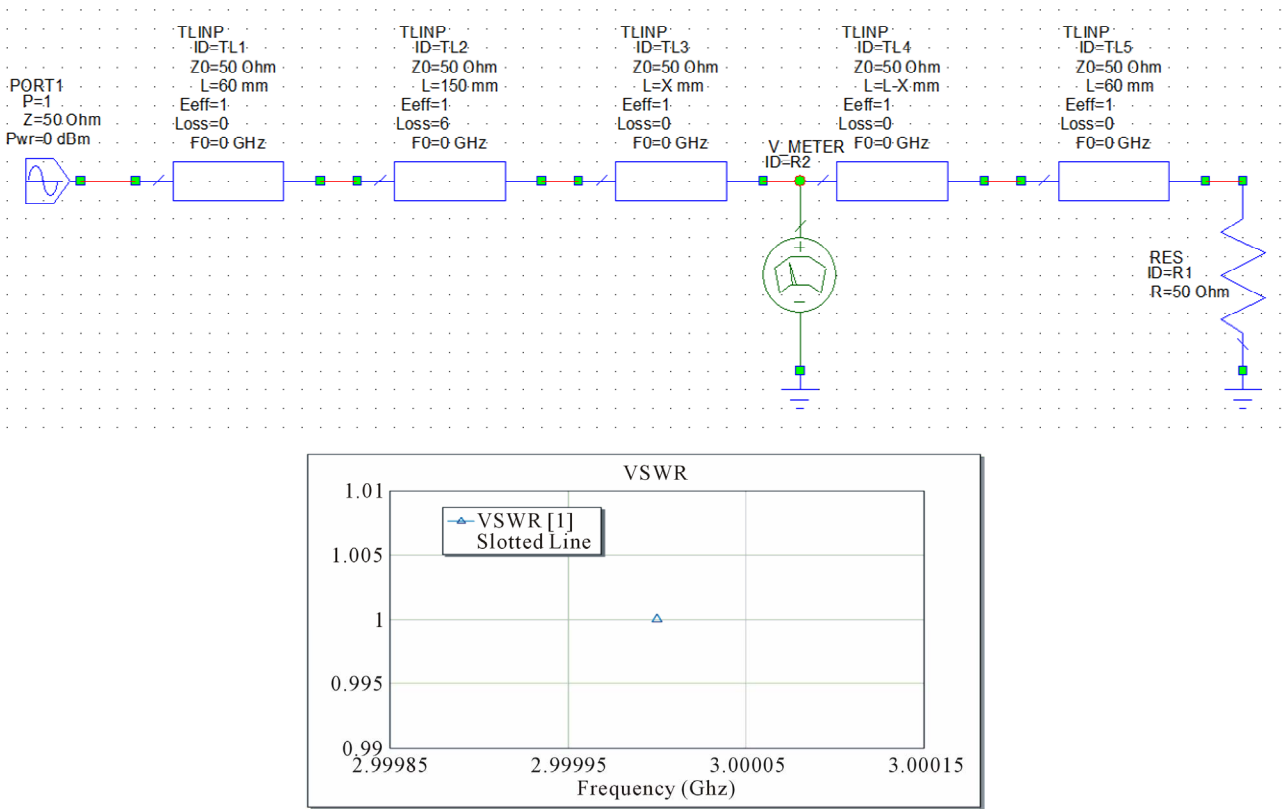 PORT1
P=1
Z=50 Ohm
Pwr=0 dBm
TLINP
ID=TL1
Z0=50 Ohm
L=60 mm
Eeff=1
Loss=0
F0=0 GHz
TLINP
ID=TL2
Z0=50 Ohm
L=150 mm
Eeff=1
Loss=6
F0=0 GHz
TLINP
ID=TL3
Z0=50 Ohm
L=X mm
Eeff=1
Loss=0
F0=0 GHz
V_METER
ID=R2
TLINP
ID=TL4
Z0=50 Ohm
L=L-X mm
Eeff=1
Loss=0
F0=0 GHz
TLINP
ID=TL5
Z0=50 Ohm
L=60 mm
Eeff=1
Loss=0
F0=0 GHz
RES
ID=R1
R=50 Ohm
VSWR
1.01
1.005
1
0.995
0.99
VSWR [1]
Slotted Line
2.99985 2.99995 3.00005 3.00015
Frequency (Ghz)